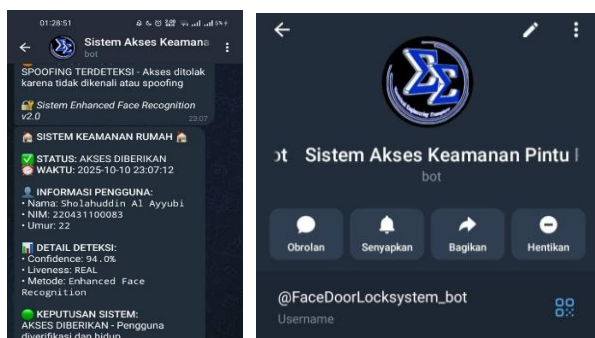 01:28:51
Sistem Akses Keamana
bot
SPOOFING TERDETEKSI - Akses ditolak
karena tidak dikenali atau spoofing
🔐 Sistem Enhanced Face Recognition
v2.0
23.07
🏠 SISTEM KEAMANAN RUMAH 🏠
✅ STATUS: AKSES DIBERIKAN
⏰ WAKTU: 2025-10-10 23:07:12
👤 INFORMASI PENGGUNA:
• Nama: Sholahuddin Al Ayyubi
• NIM: 220431100083
• Umur: 22
📊 DETAIL DETEKSI:
• Confidence: 94.0%
• Liveness: REAL
• Metode: Enhanced Face
Recognition
🟢 KEPUTUSAN SISTEM:
AKSES DIBERIKAN - Pengguna
diverifikasi dan hidup
ot Sistem Akses Keamanan Pintu
bot
Obrolan Senyapkan Bagikan Hentikan
@FaceDoorLocksystem_bot
Username